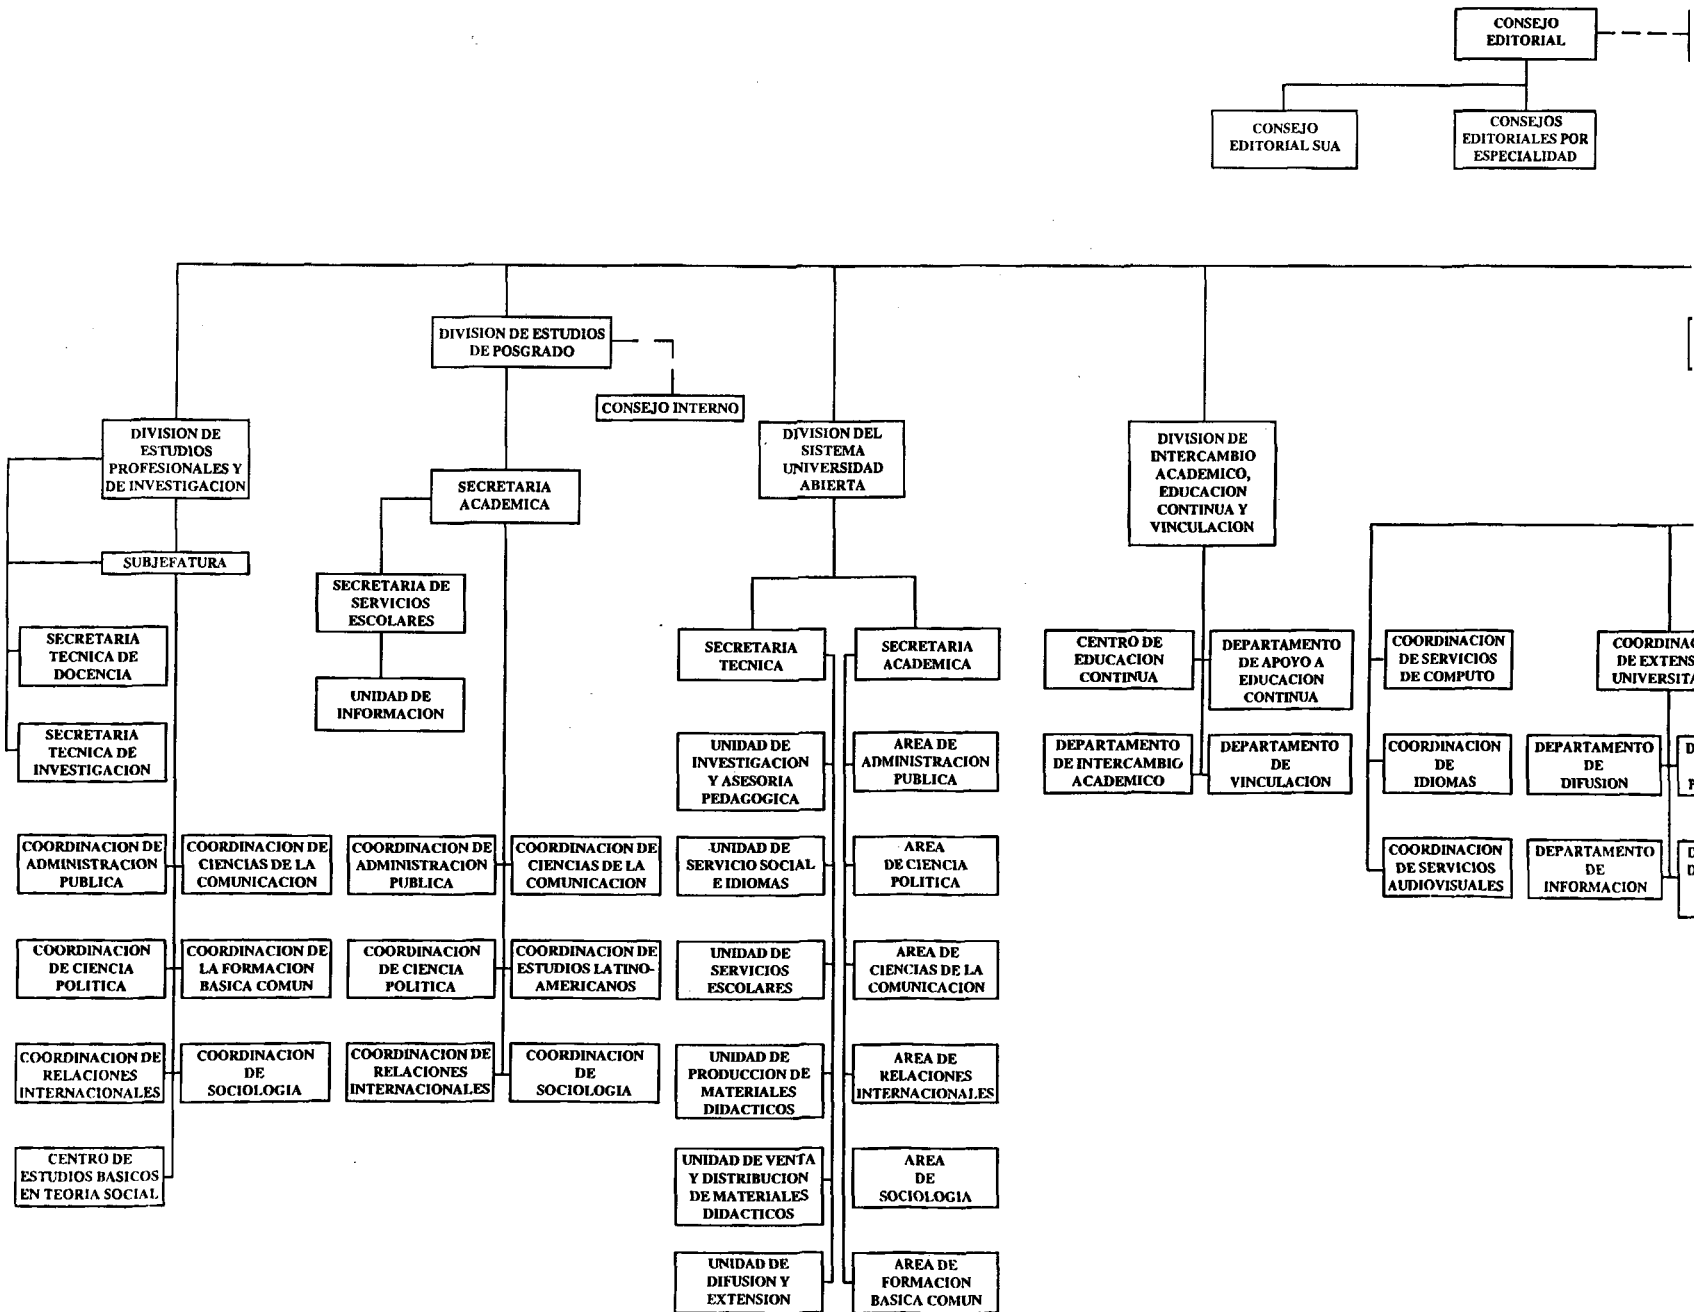 CONSEJO
EDITORIAL
CONSEJO
EDITORIAL SUA
CONSEJOS
EDITORIALES POR
ESPECIALIDAD
DIVISION DE ESTUDIOS
DE POSGRADO
CONSEJO INTERNO
DIVISION DE
ESTUDIOS
PROFESIONALES Y
DE INVESTIGACION
DIVISION DEL
SISTEMA
UNIVERSIDAD
ABIERTA
DIVISION DE
INTERCAMBIO
ACADEMICO,
EDUCACION
CONTINUA Y
VINCULACION
SECRETARIA
ACADEMICA
SUBJEFATURA
SECRETARIA DE
SERVICIOS
ESCOLARES
SECRETARIA
TECNICA DE
DOCENCIA
UNIDAD DE
INFORMACION
SECRETARIA
TECNICA
SECRETARIA
ACADEMICA
CENTRO DE
EDUCACION
CONTINUA
DEPARTAMENTO
DE APOYO A
EDUCACION
CONTINUA
COORDINACION
DE SERVICIOS
DE COMPUTO
COORDINAC
DE EXTENS
UNIVERSITA
SECRETARIA
TECNICA DE
INVESTIGACION
UNIDAD DE
INVESTIGACION
Y ASESORIA
PEDAGOGICA
AREA DE
ADMINISTRACION
PUBLICA
DEPARTAMENTO
DE INTERCAMBIO
ACADEMICO
DEPARTAMENTO
DE
VINCULACION
COORDINACION
DE
IDIOMAS
DEPARTAMENTO
DE
DIFUSION
COORDINACION DE
ADMINISTRACION
PUBLICA
COORDINACION DE
CIENCIAS DE LA
COMUNICACION
COORDINACION DE
ADMINISTRACION
PUBLICA
COORDINACION DE
CIENCIAS DE LA
COMUNICACION
UNIDAD DE
SERVICIO SOCIAL
E IDIOMAS
AREA
DE CIENCIA
POLITICA
COORDINACION
DE SERVICIOS
AUDIOVISUALES
DEPARTAMENTO
DE
INFORMACION
COORDINACION
DE CIENCIA
POLITICA
COORDINACION DE
LA FORMACION
BASICA COMUN
COORDINACION
DE CIENCIA
POLITICA
COORDINACION DE
ESTUDIOS LATINO-
AMERICANOS
UNIDAD DE
SERVICIOS
ESCOLARES
AREA DE
CIENCIAS DE LA
COMUNICACION
COORDINACION DE
RELACIONES
INTERNACIONALES
COORDINACION
DE
SOCIOLOGIA
COORDINACION DE
RELACIONES
INTERNACIONALES
COORDINACION
DE
SOCIOLOGIA
UNIDAD DE
PRODUCCION DE
MATERIALES
DIDACTICOS
AREA DE
RELACIONES
INTERNACIONALES
CENTRO DE
ESTUDIOS BASICOS
EN TEORIA SOCIAL
UNIDAD DE VENTA
Y DISTRIBUCION
DE MATERIALES
DIDACTICOS
AREA
DE
SOCIOLOGIA
UNIDAD DE
DIFUSION Y
EXTENSION
AREA DE
FORMACION
BASICA COMUN